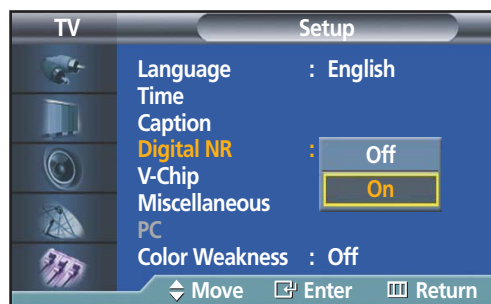 TV Setup
Language : English
Time
Caption
Digital NR : Off
V-Chip On
Miscellaneous
PC
Color Weakness : Off
Move Enter Return